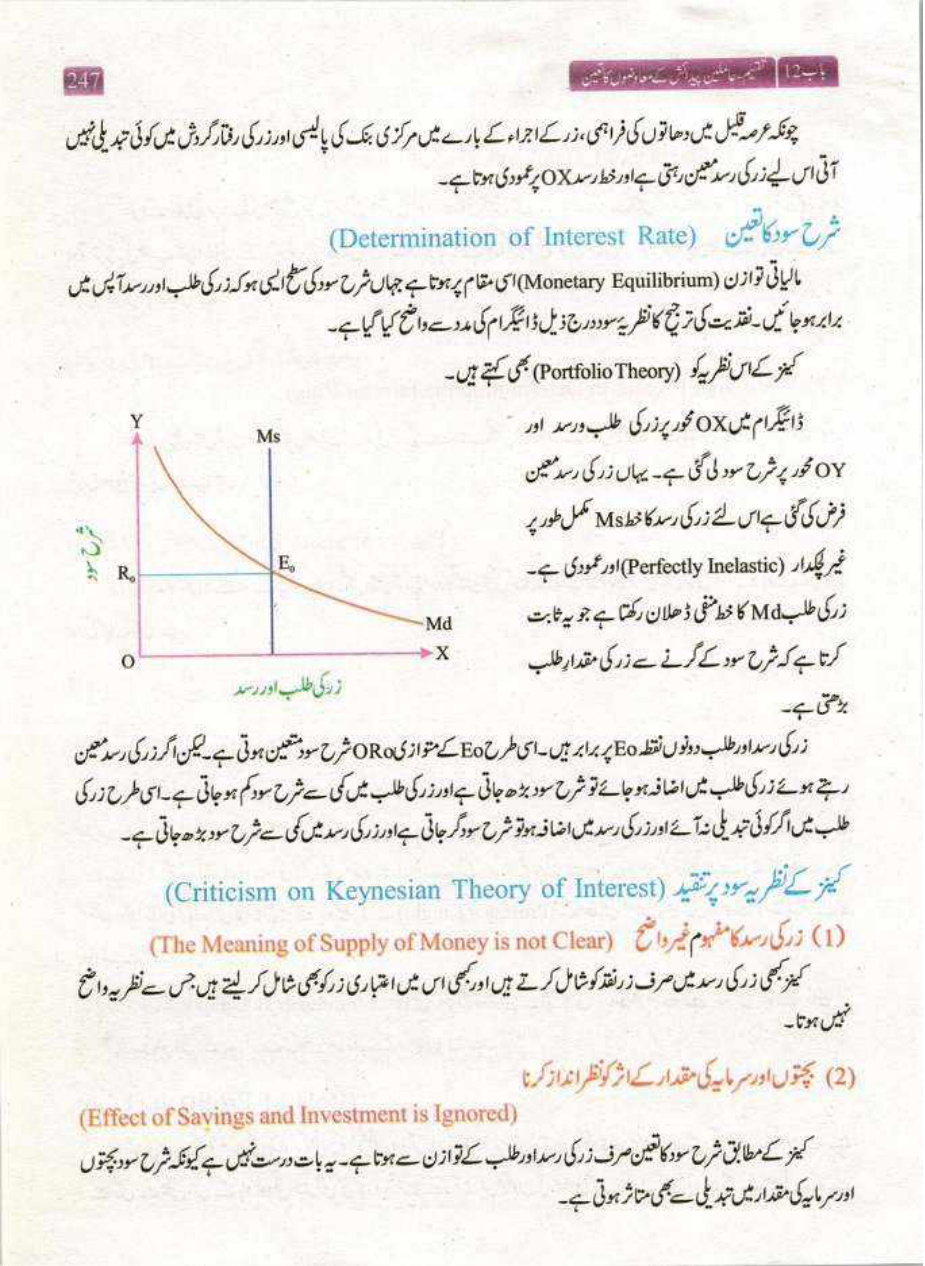 باب 12 تقسیم۔ عاملین پیدائش کے معاوضوں کا تعین
247
چونکہ عرصہ قلیل میں دھاتوں کی فراہمی، زر کے اجراء کے بارے میں مرکزی بنک کی پالیسی اور زر کی رفتار گردش میں کوئی تبدیلی نہیں
آتی اس لیے زر کی رسد معین رہتی ہے اور خط رسد OX پر عمودی ہوتا ہے۔
شرح سود کا تعین (Determination of Interest Rate)
مالیاتی توازن (Monetary Equilibrium) اسی مقام پر ہوتا ہے جہاں شرح سود کی سطح ایسی ہو کہ زر کی طلب اور رسد آپس میں
برابر ہو جائیں۔ نقدیت کی ترجیح کا نظریۂ سود درج ذیل ڈائیگرام کی مدد سے واضح کیا گیا ہے۔
کینز کے اس نظریہ کو (Portfolio Theory) بھی کہتے ہیں۔
ڈائیگرام میں OX محور پر زر کی طلب و رسد اور
OY محور پر شرح سود لی گئی ہے۔ یہاں زر کی رسد معین
فرض کی گئی ہے اس لئے زر کی رسد کا خط Ms مکمل طور پر
غیر لچکدار (Perfectly Inelastic) اور عمودی ہے۔
زر کی طلب Md کا خط منفی ڈھلان رکھتا ہے جو یہ ثابت
کرتا ہے کہ شرح سود کے گرنے سے زر کی مقدارِ طلب
بڑھتی ہے۔
Y
Ms
شرح سود
R₀
E₀
Md
O
X
زر کی طلب اور رسد
زر کی رسد اور طلب دونوں نقطہ Eo پر برابر ہیں۔ اسی طرح Eo کے متوازی ORo شرح سود متعین ہوتی ہے۔ لیکن اگر زر کی رسد معین
رہتے ہوئے زر کی طلب میں اضافہ ہو جائے تو شرح سود بڑھ جاتی ہے اور زر کی طلب میں کمی سے شرح سود کم ہو جاتی ہے۔ اسی طرح زر کی
طلب میں اگر کوئی تبدیلی نہ آئے اور زر کی رسد میں اضافہ ہو تو شرح سود گر جاتی ہے اور زر کی رسد میں کمی سے شرح سود بڑھ جاتی ہے۔
کینز کے نظریہ سود پر تنقید (Criticism on Keynesian Theory of Interest)
(1) زر کی رسد کا مفہوم غیر واضح (The Meaning of Supply of Money is not Clear)
کینز کبھی زر کی رسد میں صرف زر نقد کو شامل کرتے ہیں اور کبھی اس میں اعتباری زر کو بھی شامل کر لیتے ہیں جس سے نظریہ واضح
نہیں ہوتا۔
(2) بچتوں اور سرمایہ کی مقدار کے اثر کو نظر انداز کرنا
(Effect of Savings and Investment is Ignored)
کینز کے مطابق شرح سود کا تعین صرف زر کی رسد اور طلب کے توازن سے ہوتا ہے۔ یہ بات درست نہیں ہے کیونکہ شرح سود بچتوں
اور سرمایہ کی مقدار میں تبدیلی سے بھی متاثر ہوتی ہے۔